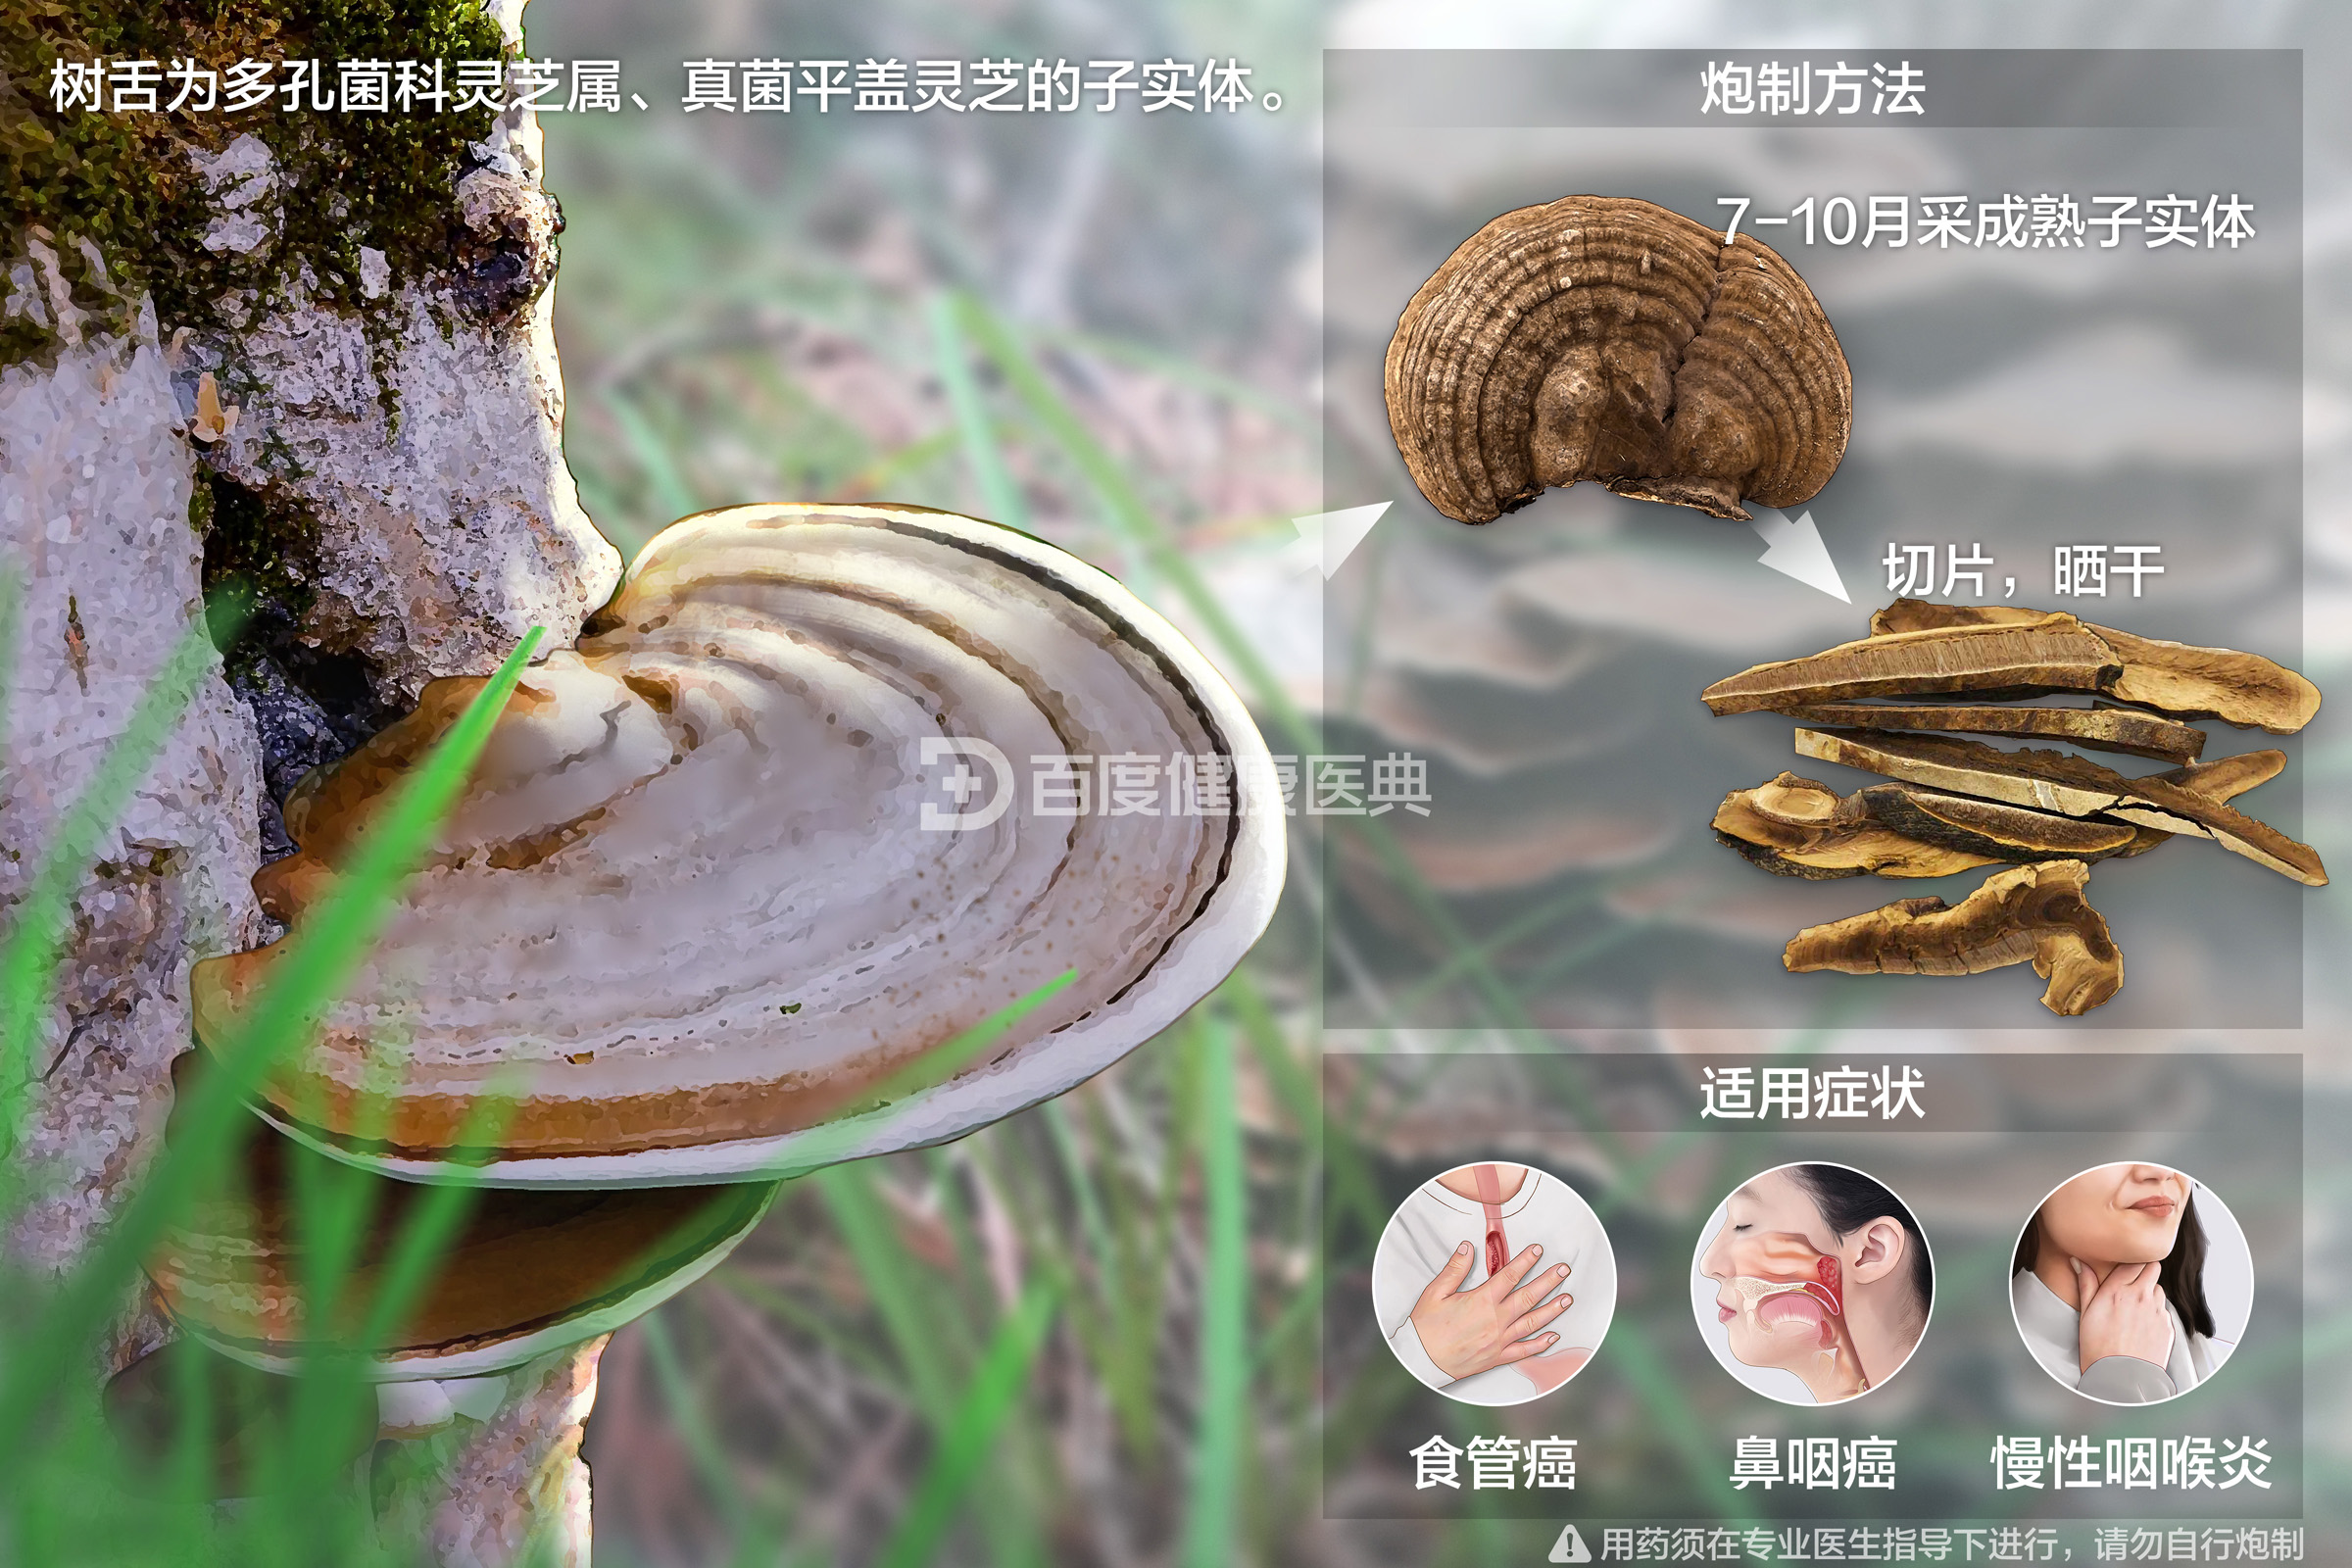 树舌为多孔菌科灵芝属、真菌平盖灵芝的子实体。
炮制方法
7-10月采成熟子实体
切片，晒干
百度健康医典
适用症状
食管癌
鼻咽癌
慢性咽喉炎
用药须在专业医生指导下进行，请勿自行炮制